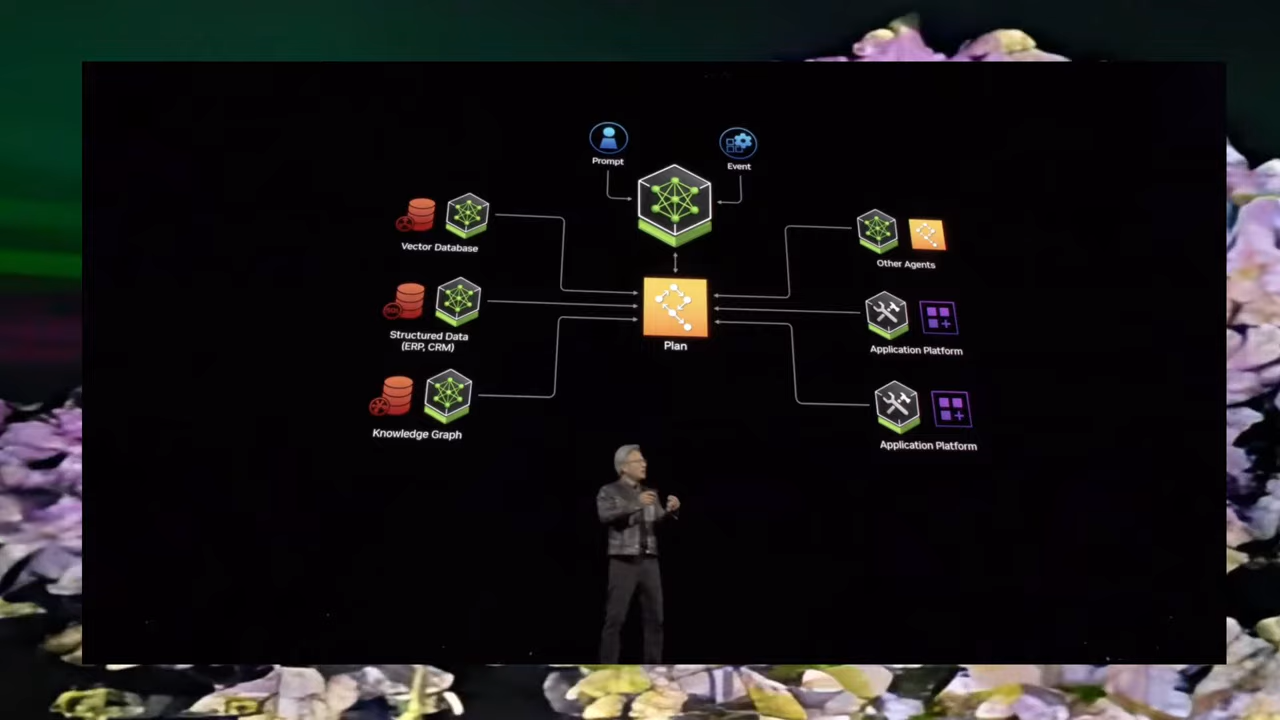 Prompt
Event
Vector Database
Other Agents
Structured Data
(ERP, CRM)
Plan
Application Platform
Knowledge Graph
Application Platform